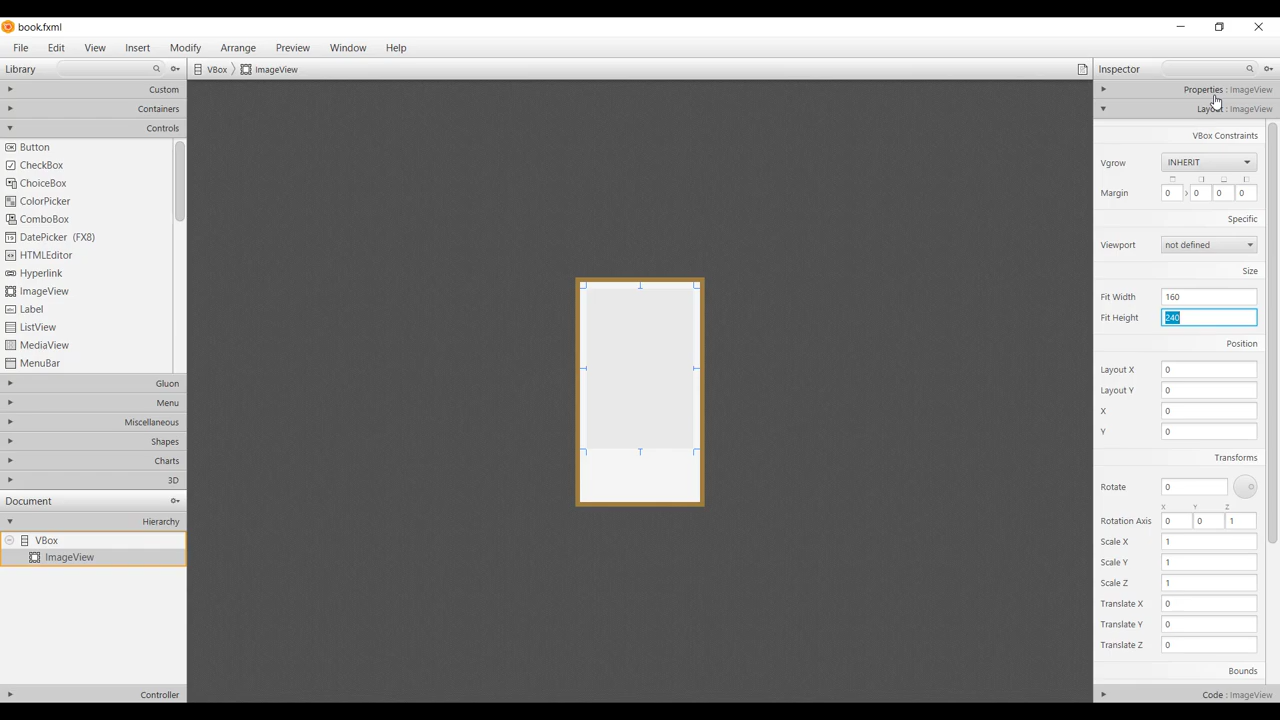 book.fxml
File Edit View Insert Modify Arrange Preview Window Help
Library
VBox ImageView
Inspector
Custom
Containers
Controls
Button
CheckBox
ChoiceBox
ColorPicker
ComboBox
DatePicker (FX8)
HTMLEditor
Hyperlink
ImageView
Label
ListView
MediaView
MenuBar
Gluon
Menu
Miscellaneous
Shapes
Charts
3D
Document
Hierarchy
VBox
ImageView
Controller
Properties : ImageView
: ImageView
VBox Constraints
Vgrow INHERIT
Margin 0 0 0 0
Specific
Viewport not defined
Size
Fit Width 160
Fit Height 240
Position
Layout X 0
Layout Y 0
X 0
Y 0
Transforms
Rotate 0
X Y Z
Rotation Axis 0 0 1
Scale X 1
Scale Y 1
Scale Z 1
Translate X 0
Translate Y 0
Translate Z 0
Bounds
Code : ImageView